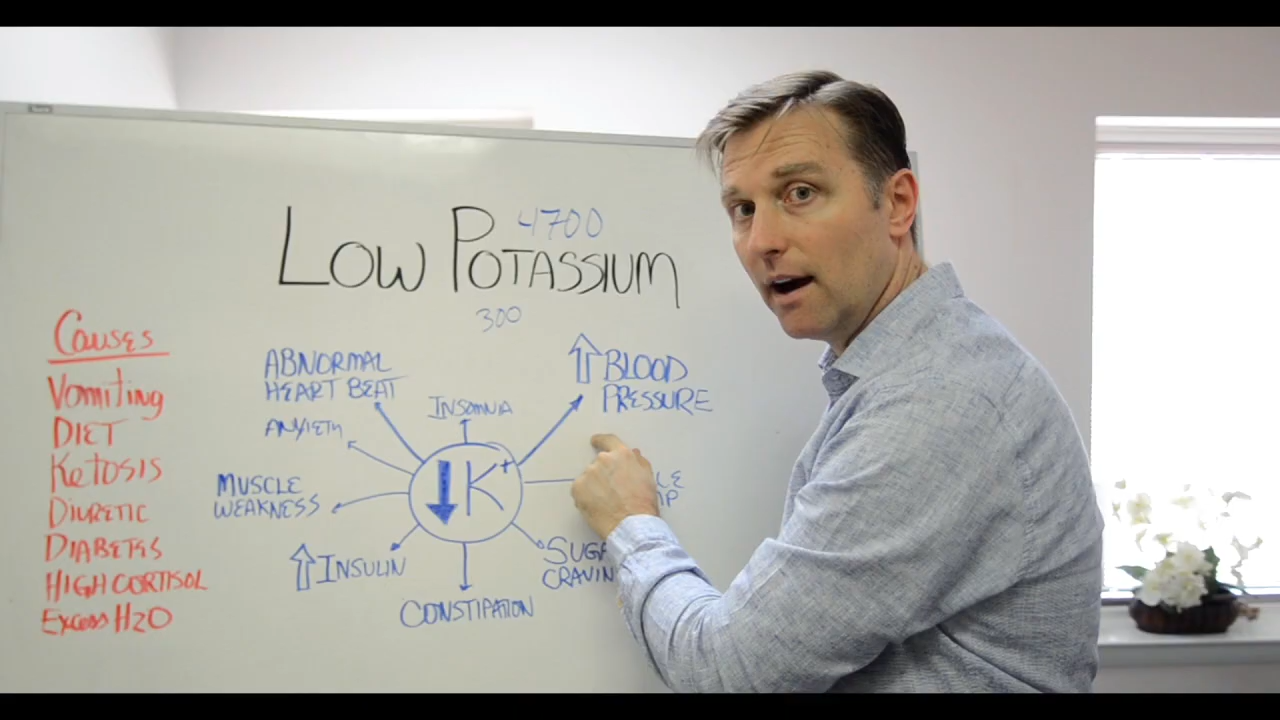 4700
LOW POTASSIUM
300
Causes
Vomiting
DIET
Ketosis
DIURETIC
DIABETES
HIGH CORTISOL
Excess H2O
ABNORMAL
HEART BEAT
ANXIETY
MUSCLE
WEAKNESS
↑ INSULIN
INSOMNIA
↓ K+
CONSTIPATION
↑ BLOOD
PRESSURE